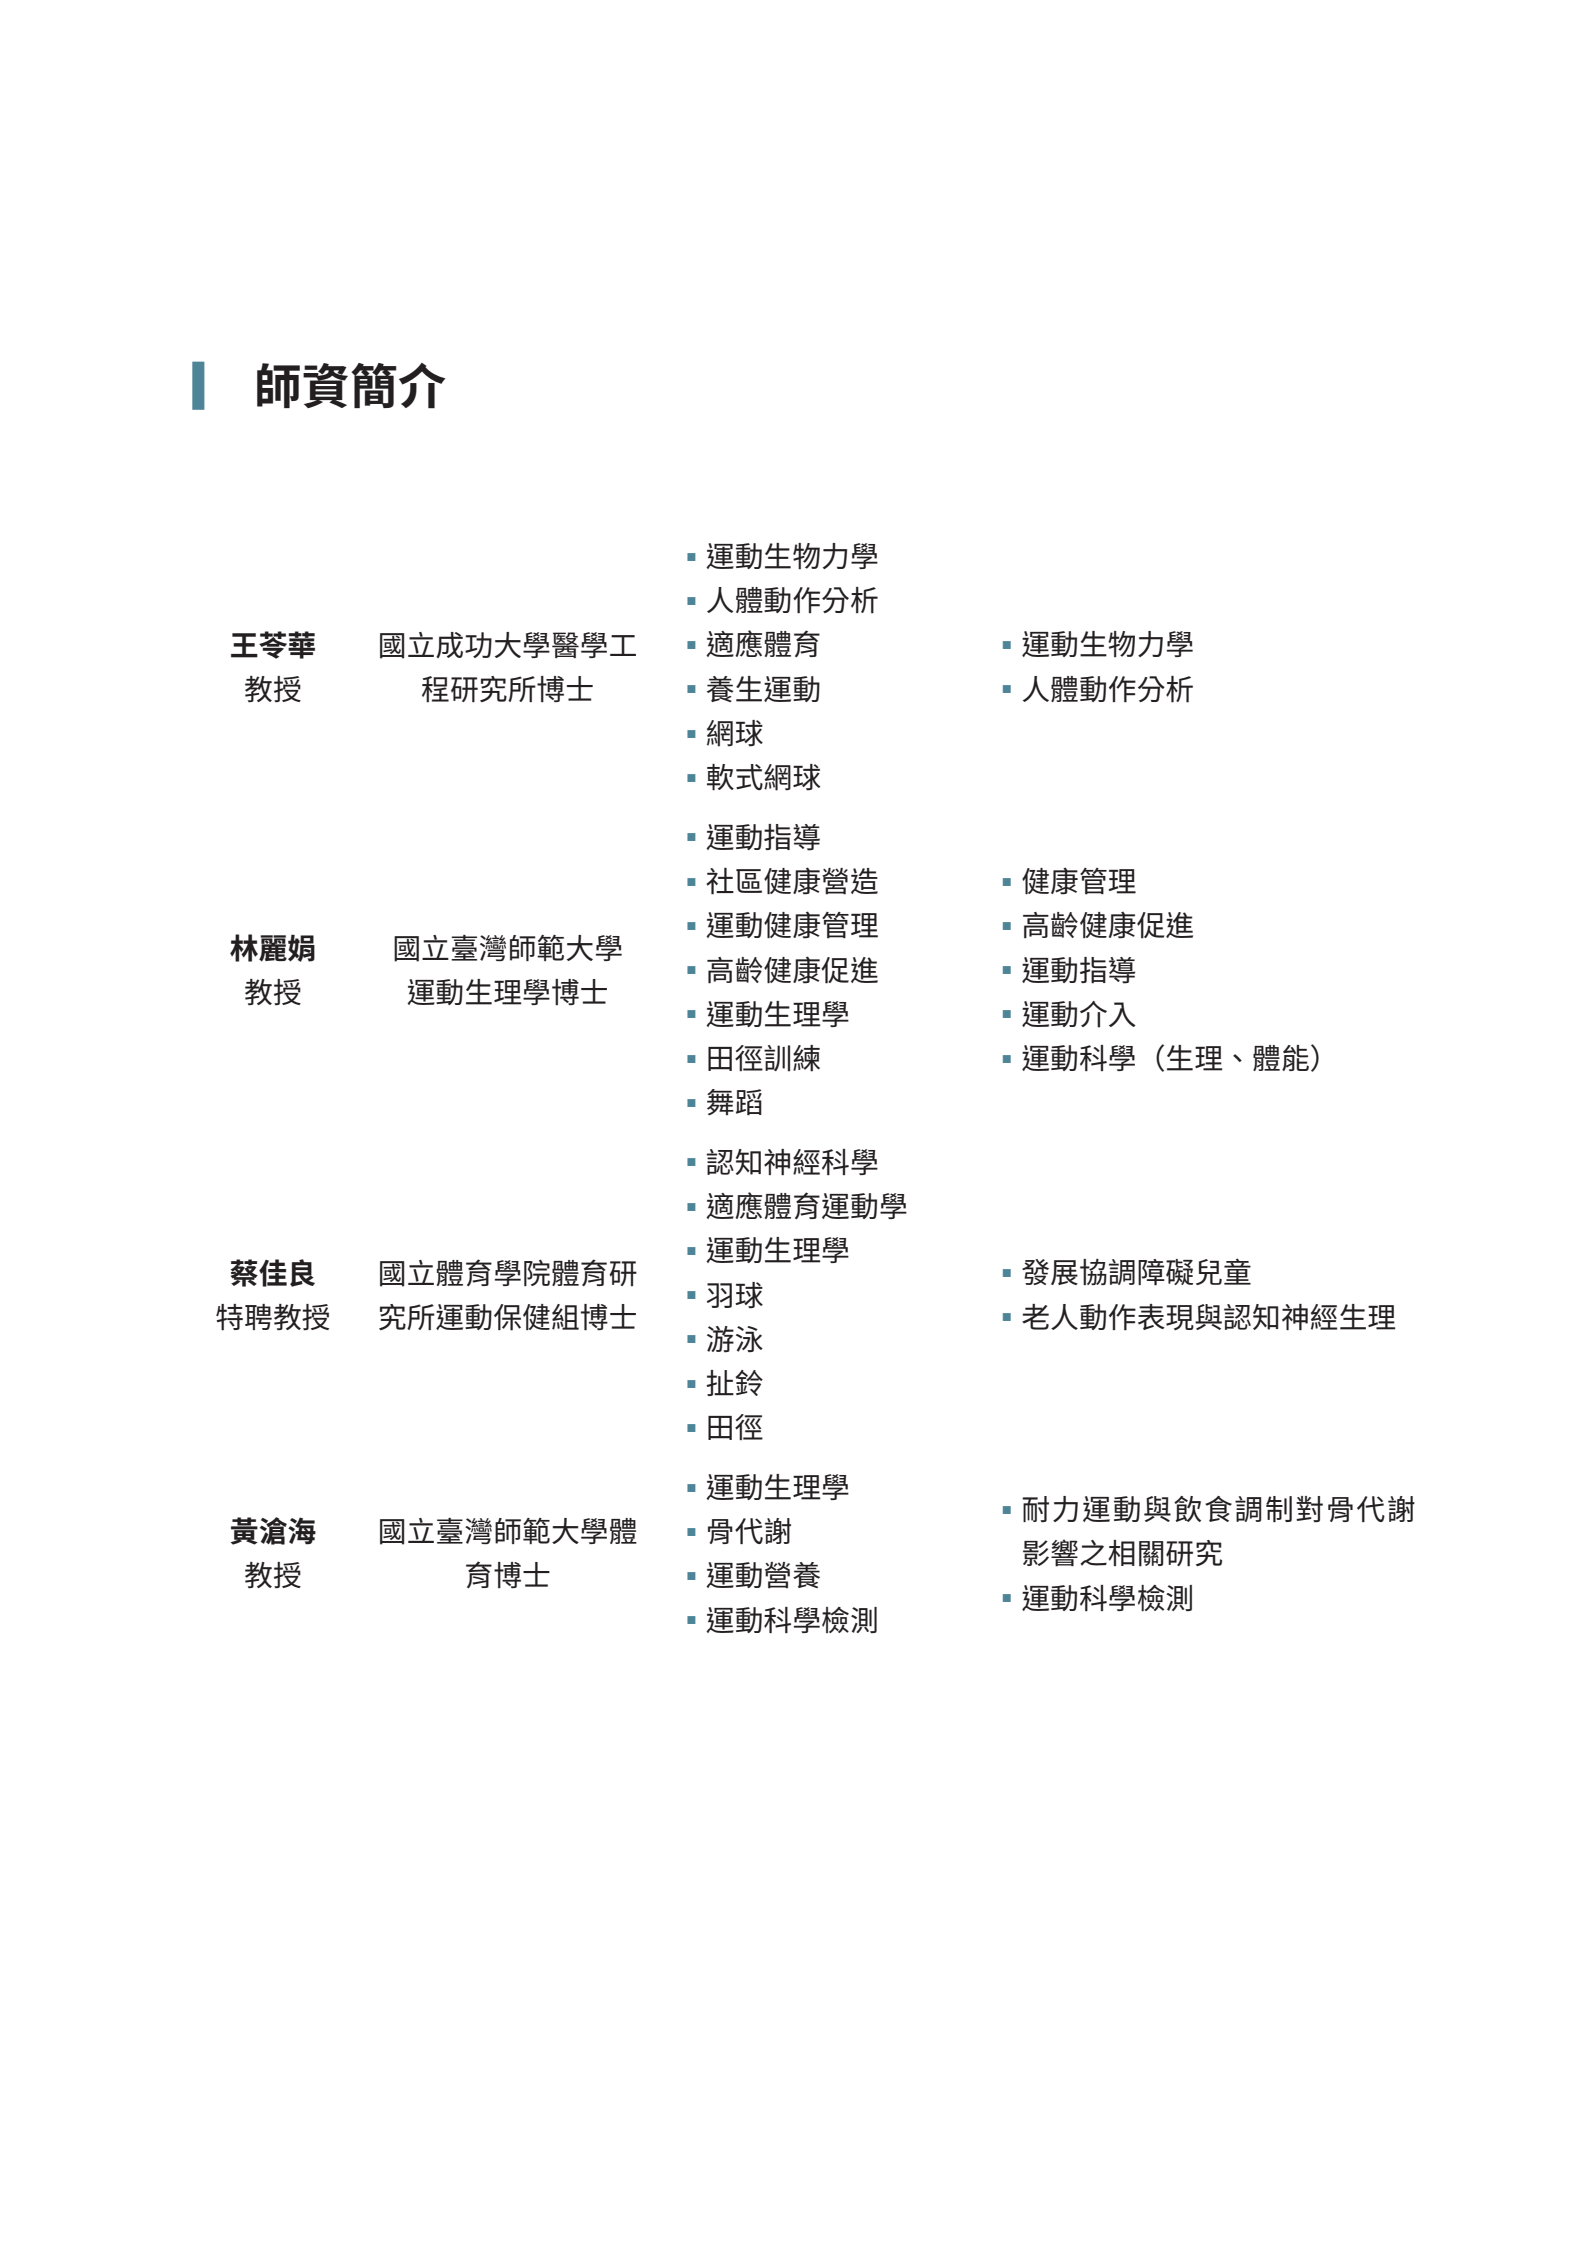 師資簡介
王苓華
教授
國立成功大學醫學工
程研究所博士
▪ 運動生物力學
▪ 人體動作分析
▪ 適應體育
▪ 養生運動
▪ 網球
▪ 軟式網球
▪ 運動生物力學
▪ 人體動作分析
林麗娟
教授
國立臺灣師範大學
運動生理學博士
▪ 運動指導
▪ 社區健康營造
▪ 運動健康管理
▪ 高齡健康促進
▪ 運動生理學
▪ 田徑訓練
▪ 舞蹈
▪ 健康管理
▪ 高齡健康促進
▪ 運動指導
▪ 運動介入
▪ 運動科學（生理、體能）
蔡佳良
特聘教授
國立體育學院體育研
究所運動保健組博士
▪ 認知神經科學
▪ 適應體育運動學
▪ 運動生理學
▪ 羽球
▪ 游泳
▪ 扯鈴
▪ 田徑
▪ 發展協調障礙兒童
▪ 老人動作表現與認知神經生理
黃滄海
教授
國立臺灣師範大學體
育博士
▪ 運動生理學
▪ 骨代謝
▪ 運動營養
▪ 運動科學檢測
▪ 耐力運動與飲食調制對骨代謝
影響之相關研究
▪ 運動科學檢測